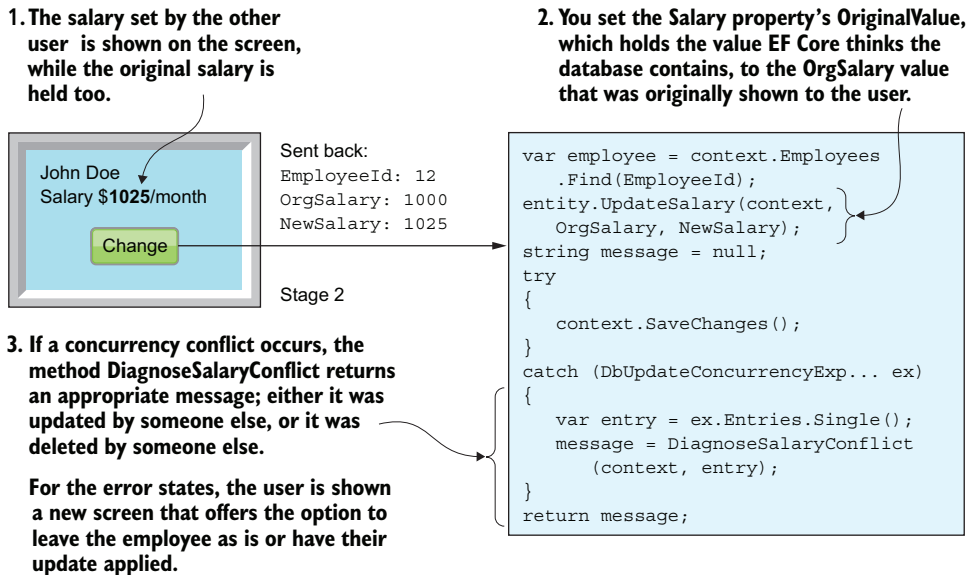 1. The salary set by the other
user is shown on the screen,
while the original salary is
held too.
2. You set the Salary property's OriginalValue,
which holds the value EF Core thinks the
database contains, to the OrgSalary value
that was originally shown to the user.
John Doe
Salary $1025/month
Change
Sent back:
EmployeeId: 12
OrgSalary: 1000
NewSalary: 1025
Stage 2
var employee = context.Employees
.Find(EmployeeId);
entity.UpdateSalary(context,
OrgSalary, NewSalary);
string message = null;
try
{
context.SaveChanges();
}
catch (DbUpdateConcurrencyExp... ex)
{
var entry = ex.Entries.Single();
message = DiagnoseSalaryConflict
(context, entry);
}
return message;
3. If a concurrency conflict occurs, the
method DiagnoseSalaryConflict returns
an appropriate message; either it was
updated by someone else, or it was
deleted by someone else.
For the error states, the user is shown
a new screen that offers the option to
leave the employee as is or have their
update applied.